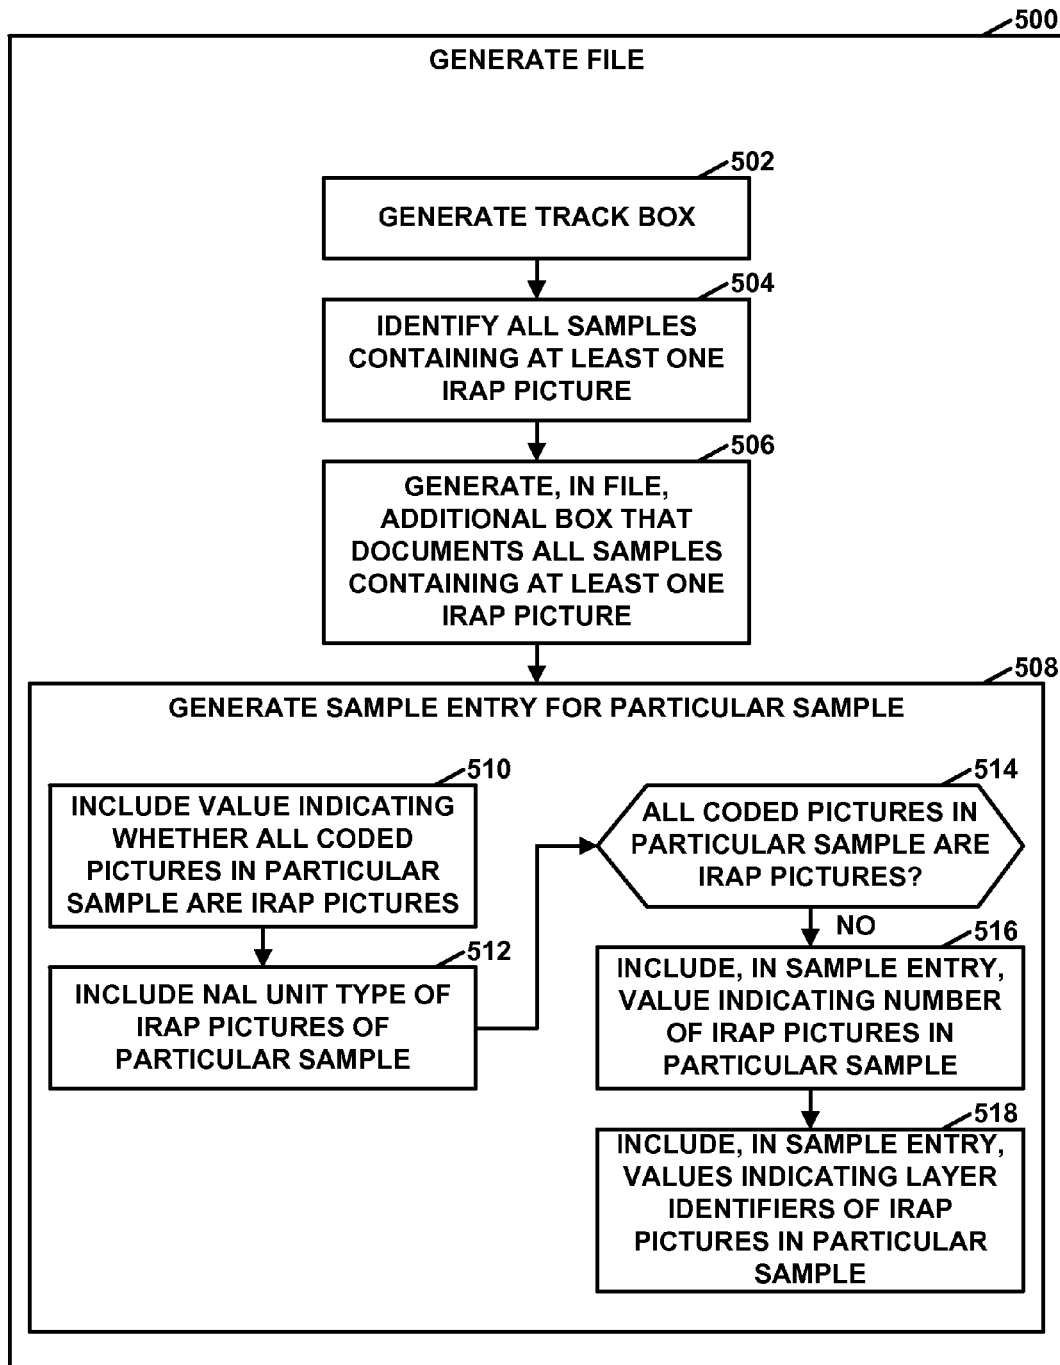 500
GENERATE FILE
502
GENERATE TRACK BOX
504
IDENTIFY ALL SAMPLES
CONTAINING AT LEAST ONE
IRAP PICTURE
506
GENERATE, IN FILE,
ADDITIONAL BOX THAT
DOCUMENTS ALL SAMPLES
CONTAINING AT LEAST ONE
IRAP PICTURE
508
GENERATE SAMPLE ENTRY FOR PARTICULAR SAMPLE
510
INCLUDE VALUE INDICATING
WHETHER ALL CODED
PICTURES IN PARTICULAR
SAMPLE ARE IRAP PICTURES
512
INCLUDE NAL UNIT TYPE OF
IRAP PICTURES OF
PARTICULAR SAMPLE
514
ALL CODED PICTURES IN
PARTICULAR SAMPLE ARE
IRAP PICTURES?
NO
516
INCLUDE, IN SAMPLE ENTRY,
VALUE INDICATING NUMBER
OF IRAP PICTURES IN
PARTICULAR SAMPLE
518
INCLUDE, IN SAMPLE ENTRY,
VALUES INDICATING LAYER
IDENTIFIERS OF IRAP
PICTURES IN PARTICULAR
SAMPLE